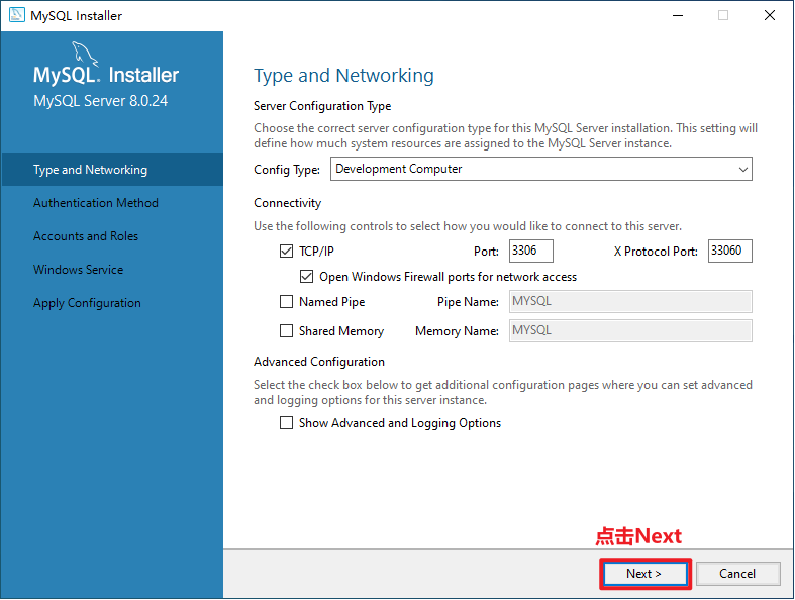 MySQL Installer
MySQL. Installer
MySQL Server 8.0.24
Type and Networking
Authentication Method
Accounts and Roles
Windows Service
Apply Configuration
Type and Networking
Server Configuration Type
Choose the correct server configuration type for this MySQL Server installation. This setting will
define how much system resources are assigned to the MySQL Server instance.
Config Type: Development Computer
Connectivity
Use the following controls to select how you would like to connect to this server.
TCP/IP Port: 3306 X Protocol Port: 33060
Open Windows Firewall ports for network access
Named Pipe Pipe Name: MYSQL
Shared Memory Memory Name: MYSQL
Advanced Configuration
Select the check box below to get additional configuration pages where you can set advanced
and logging options for this server instance.
Show Advanced and Logging Options
点击Next
Next > Cancel